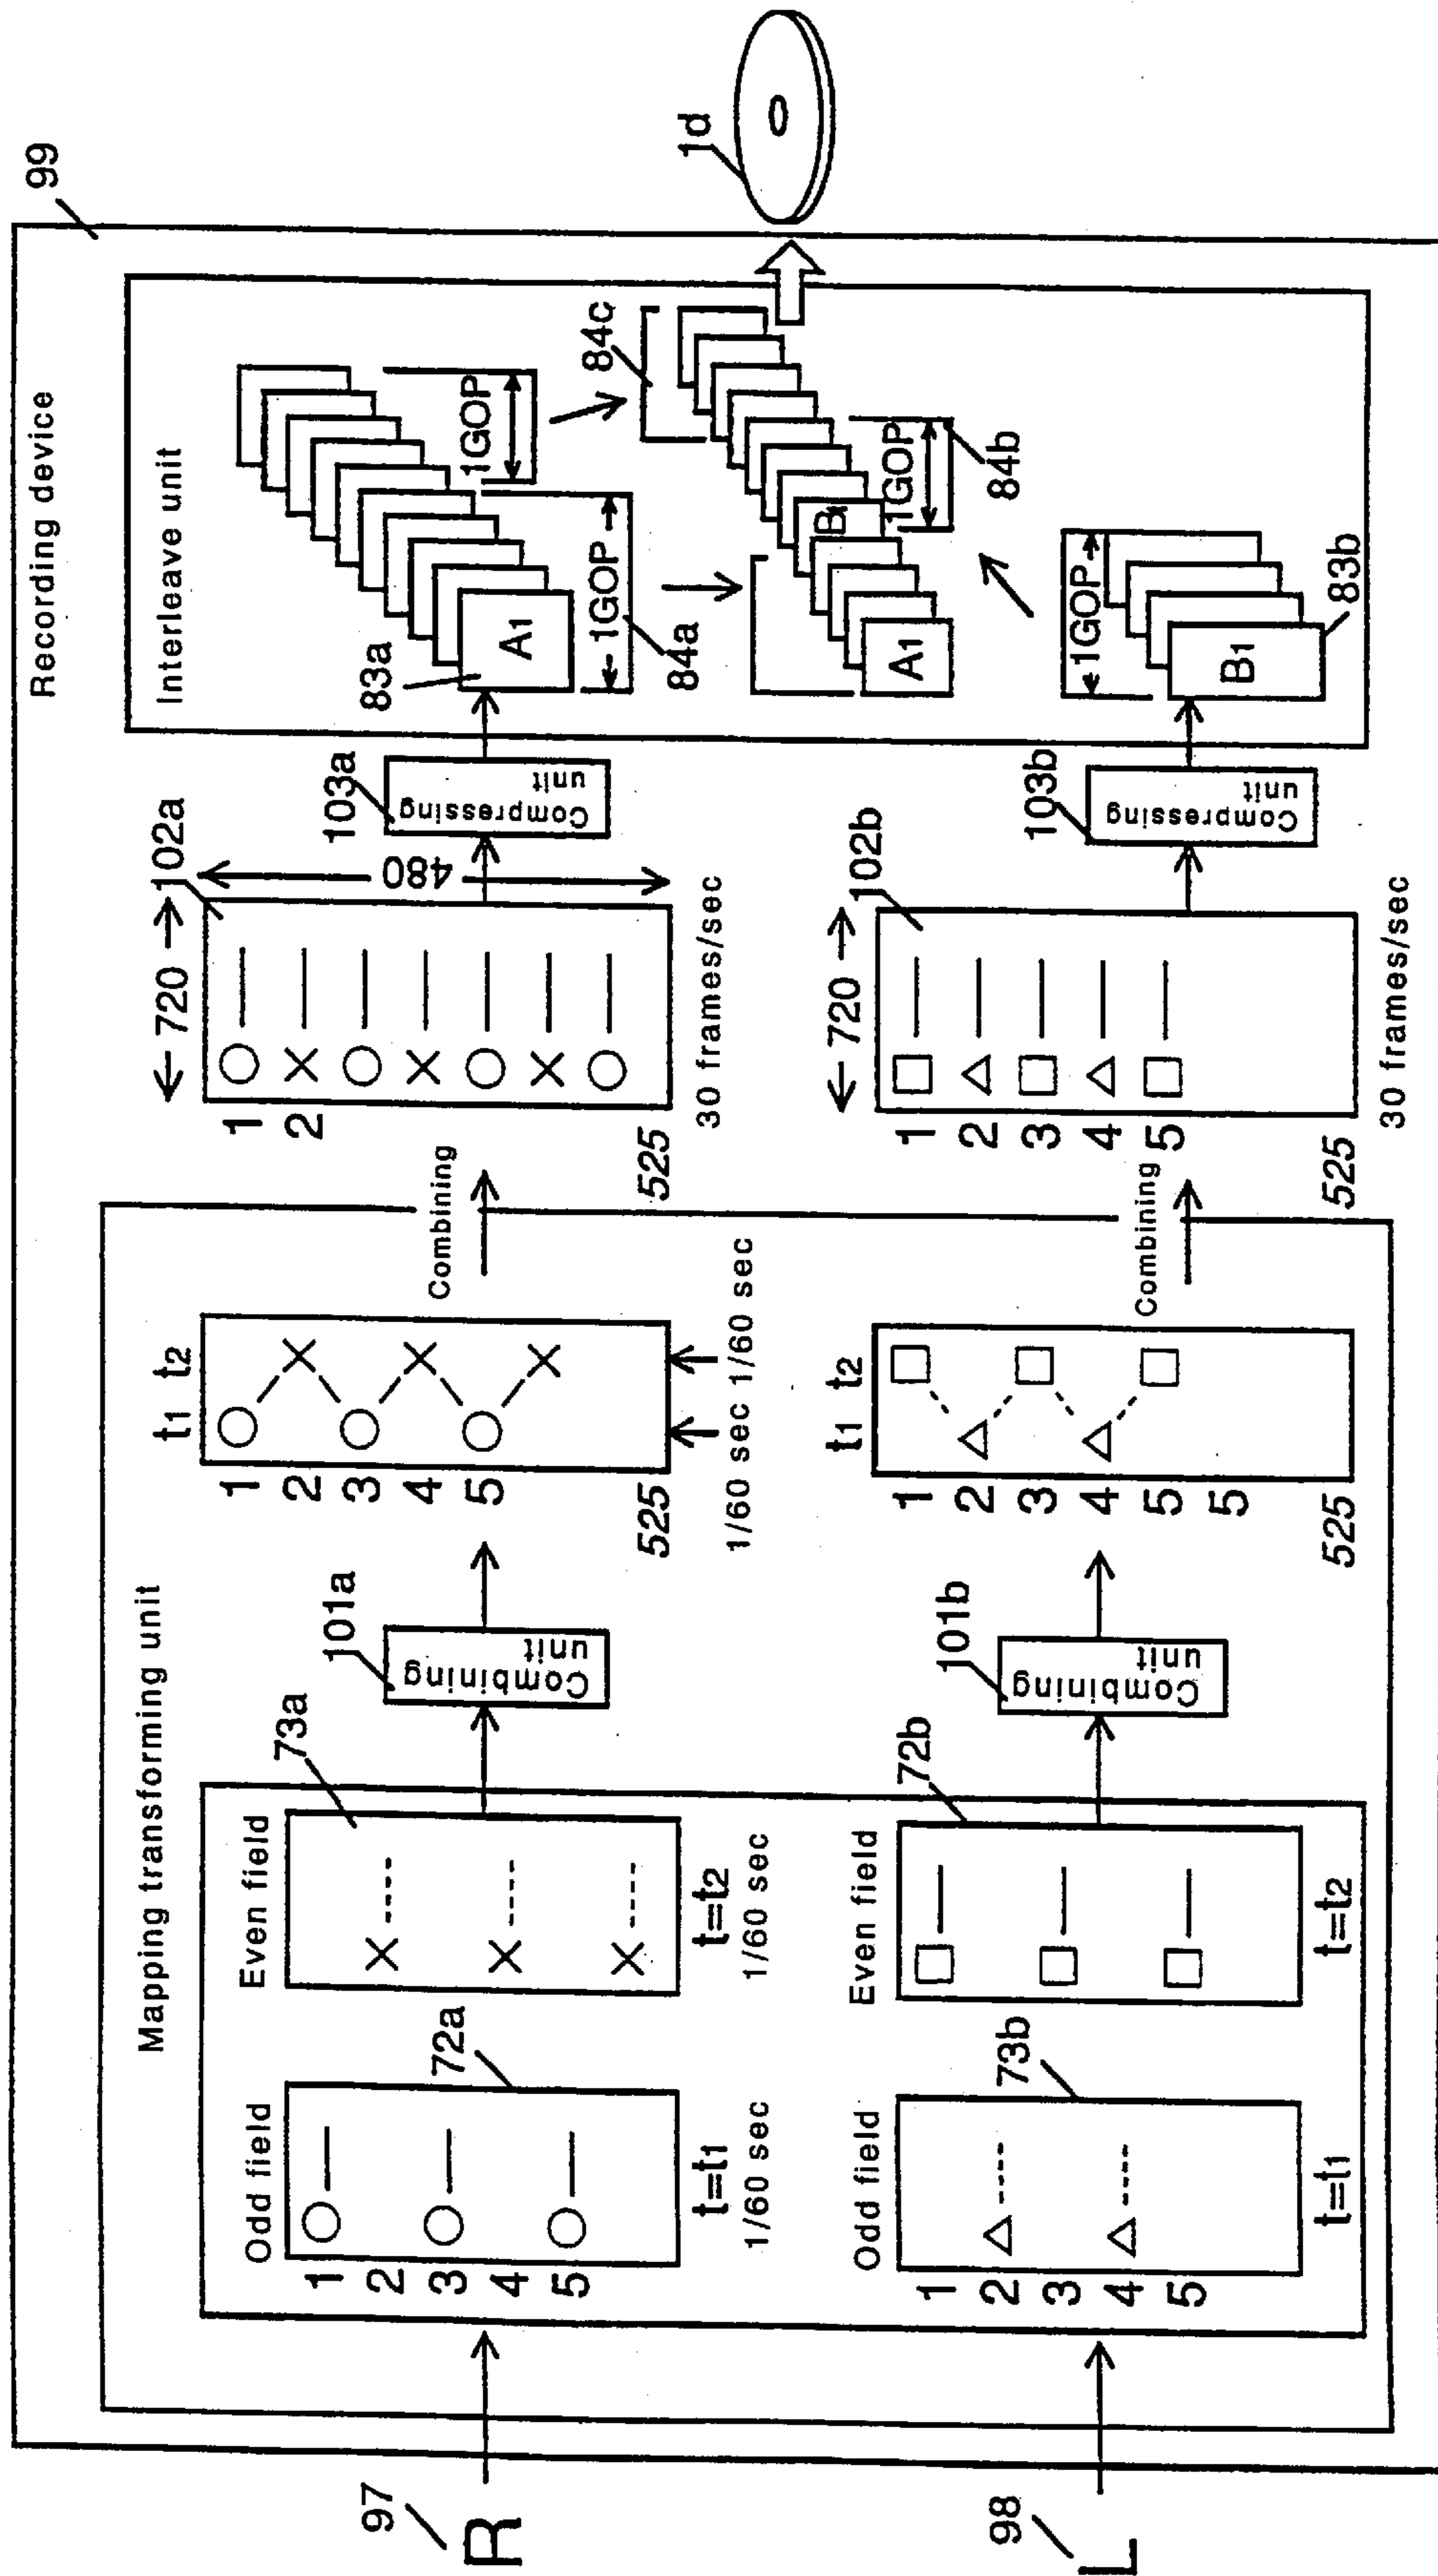 Recording device
99
Mapping transforming unit
Interleave unit
97
R
Odd field
72a
1
2
3
4
5
t=t1
1/60 sec
Even field
73a
t=t2
1/60 sec
101a
Combining
unit
t1 t2
1
2
3
4
5
525
1/60 sec 1/60 sec
Combining
720
102a
1
2
480
525
30 frames/sec
103a
Compressing
unit
83a
A1
1GOP
84a
1GOP
84c
A1
B1
1GOP
84b
1d
98
L
Odd field
73b
1
2
3
4
5
t=t1
Even field
72b
t=t2
101b
Combining
unit
t1 t2
1
2
3
4
5
5
525
Combining
720
102b
1
2
3
4
5
525
30 frames/sec
103b
Compressing
unit
1GOP
B1
83b